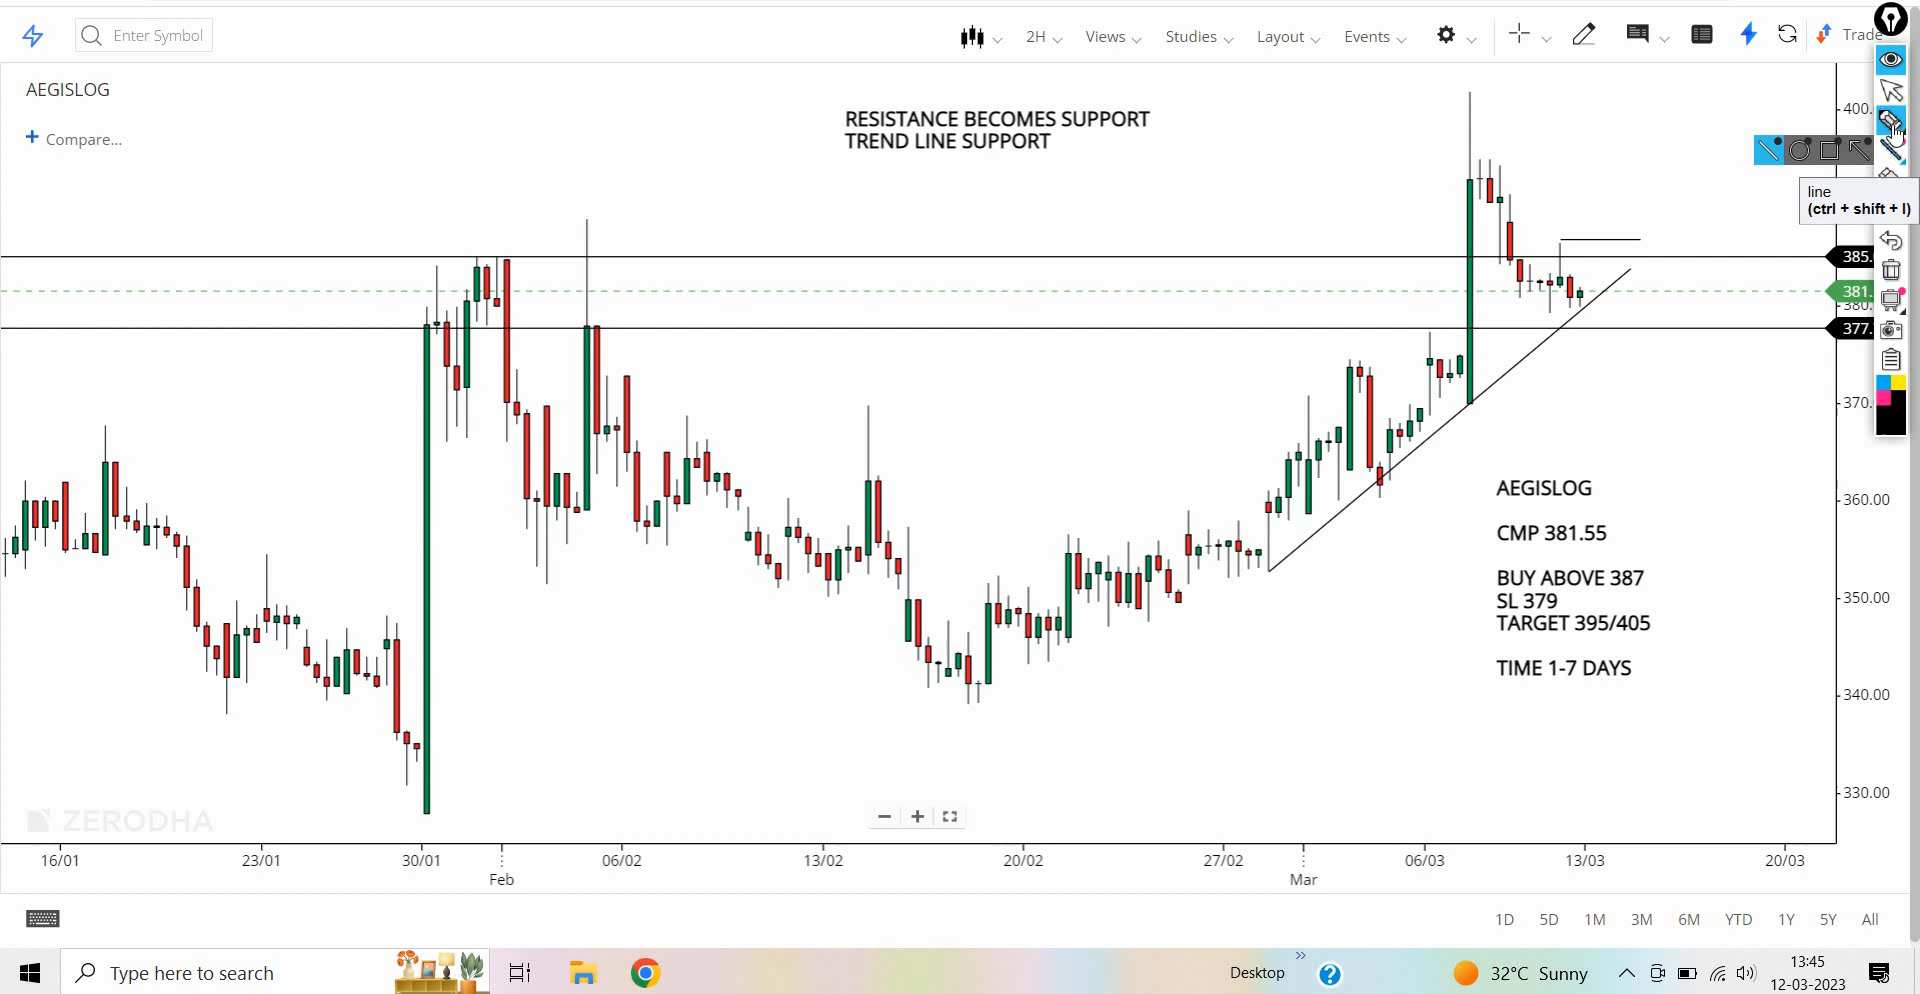 Enter Symbol
2H
Views
Studies
Layout
Events
Trade
AEGISLOG
Compare...
RESISTANCE BECOMES SUPPORT
TREND LINE SUPPORT
line
(ctrl + shift + l)
400.
385.
381.
380.
377.
370.
360.00
350.00
340.00
330.00
AEGISLOG
CMP 381.55
BUY ABOVE 387
SL 379
TARGET 395/405
TIME 1-7 DAYS
ZERODHA
16/01
23/01
30/01
06/02
13/02
20/02
27/02
06/03
13/03
20/03
Feb
Mar
1D
5D
1M
3M
6M
YTD
1Y
5Y
All
Type here to search
Desktop
32°C Sunny
13:45
12-03-2023